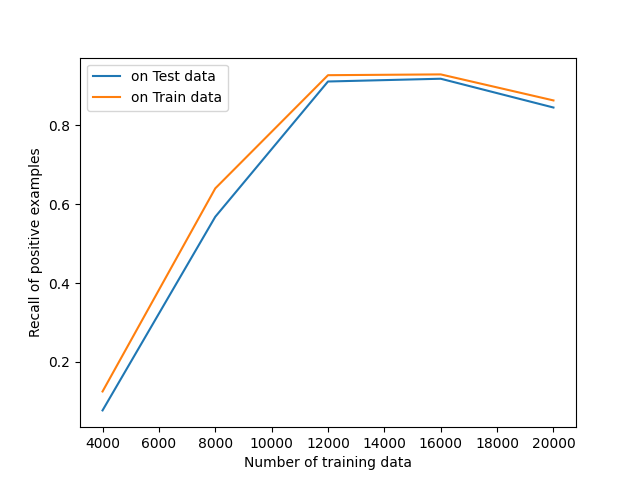 on Test data
on Train data
0.8
0.6
0.4
0.2
Recall of positive examples
4000 6000 8000 10000 12000 14000 16000 18000 20000
Number of training data